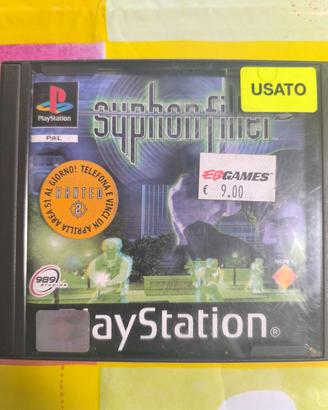 PlayStation
PAL
syphon filter
USATO
EB GAMES
€ 9.00
51 AL GIORNO! TELEFONA E VINCI UN APRILIA AREA
WANTED
989
STUDIOS
PlayStation®